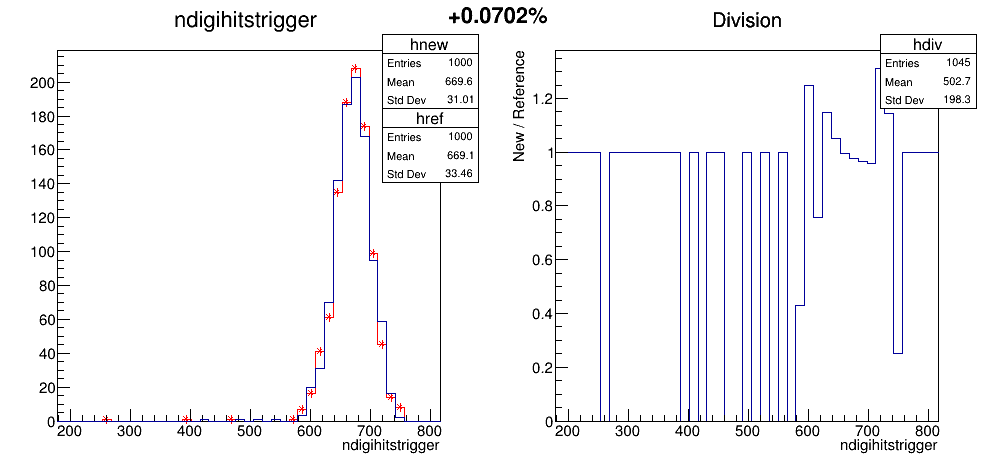 ndigihitstrigger
+0.0702%
Division
hnew
Entries 1000
Mean 669.6
Std Dev 31.01
href
Entries 1000
Mean 669.1
Std Dev 33.46
200
180
160
140
120
100
80
60
40
20
0
200 300 400 500 600 700 800
ndigihitstrigger
hdiv
Entries 1045
Mean 502.7
Std Dev 198.3
New / Reference
1.2
1
0.8
0.6
0.4
0.2
0
200 300 400 500 600 700 800
ndigihitstrigger